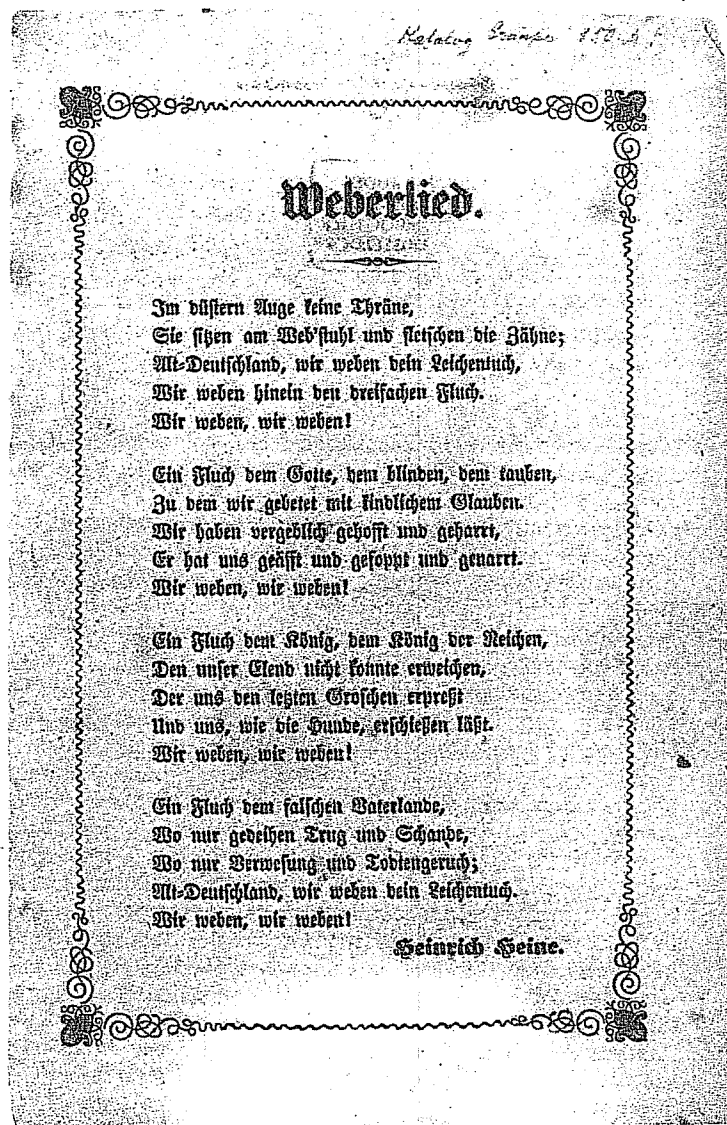 Katalog
Weberlied.
Im düstern Auge keine Thräne,
Sie sitzen am Web'stuhl und fletschen die Zähne;
Alt-Deutschland, wir weben dein Leichentuch,
Wir weben hinein den dreifachen Fluch.
Wir weben, wir weben!
Ein Fluch dem Gotte, dem blinden, dem tauben,
Zu dem wir gebetet mit kindlichem Glauben.
Wir haben vergeblich gehofft und geharrt,
Er hat uns geäfft und gefoppt und genarrt.
Wir weben, wir weben!
Ein Fluch dem König, dem König der Reichen,
Den unser Elend nicht konnte erweichen,
Der uns den letzten Groschen erpreßt
Und uns, wie die Hunde, erschießen läßt.
Wir weben, wir weben!
Ein Fluch dem falschen Vaterlande,
Wo nur gedeihen Trug und Schande,
Wo nur Verwesung und Todtengeruch;
Alt-Deutschland, wir weben dein Leichentuch.
Wir weben, wir weben!
Heinrich Heine.